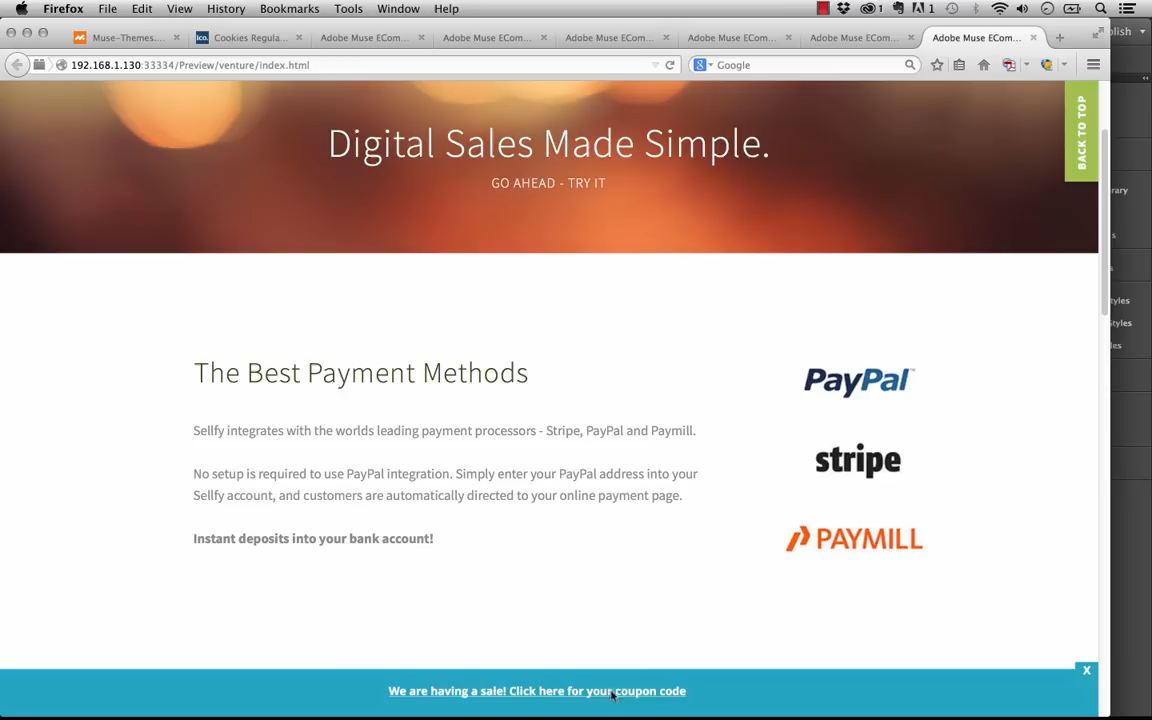 Firefox File Edit View History Bookmarks Tools Window Help
1 1
Muse-Themes.... Cookies Regula... Adobe Muse ECom... Adobe Muse ECom... Adobe Muse ECom... Adobe Muse ECom... Adobe Muse ECom... Adobe Muse ECom...
blish
192.168.1.130:33334/Preview/venture/index.html
Google
BACK TO TOP
Digital Sales Made Simple.
GO AHEAD - TRY IT
The Best Payment Methods
Sellfy integrates with the worlds leading payment processors - Stripe, PayPal and Paymill.
No setup is required to use PayPal integration. Simply enter your PayPal address into your
Sellfy account, and customers are automatically directed to your online payment page.
Instant deposits into your bank account!
PayPal
stripe
PAYMILL
We are having a sale! Click here for your coupon code
X